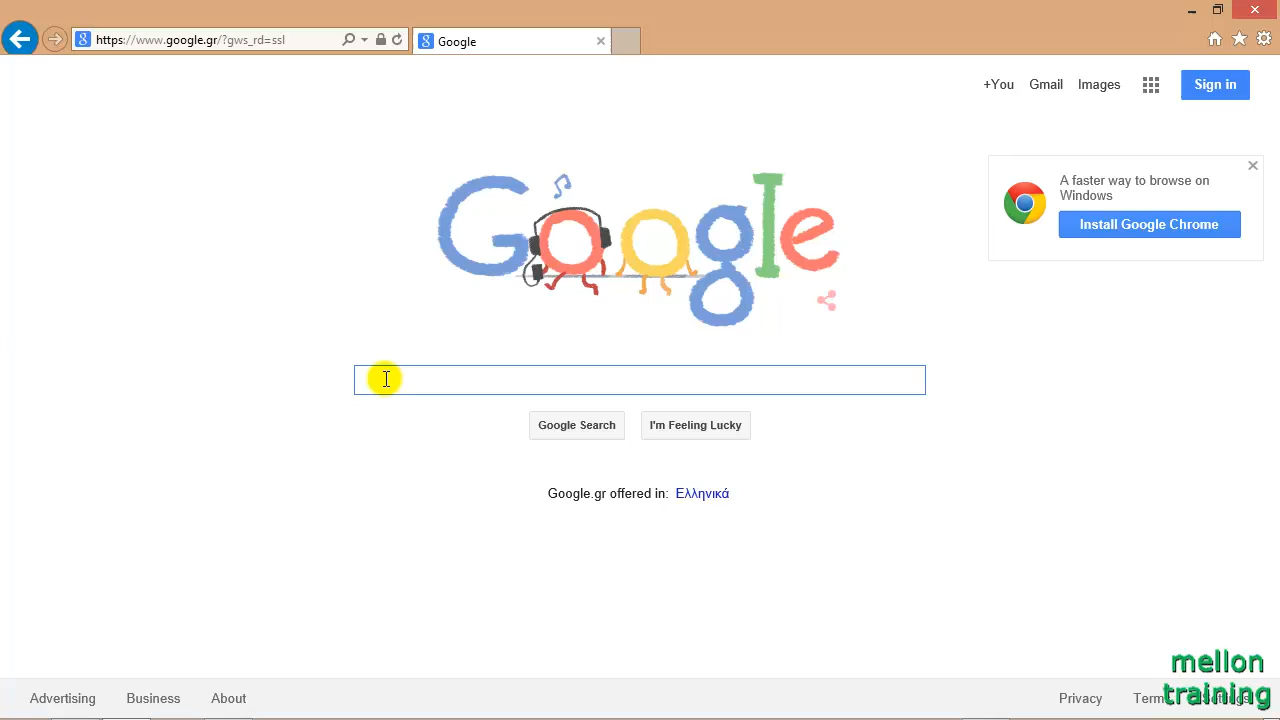 https://www.google.gr/?gws_rd=ssl
Google
+You Gmail Images Sign in
A faster way to browse on
Windows
Install Google Chrome
Google
Google Search I'm Feeling Lucky
Google.gr offered in: Ελληνικά
mellon
training
Advertising Business About Privacy